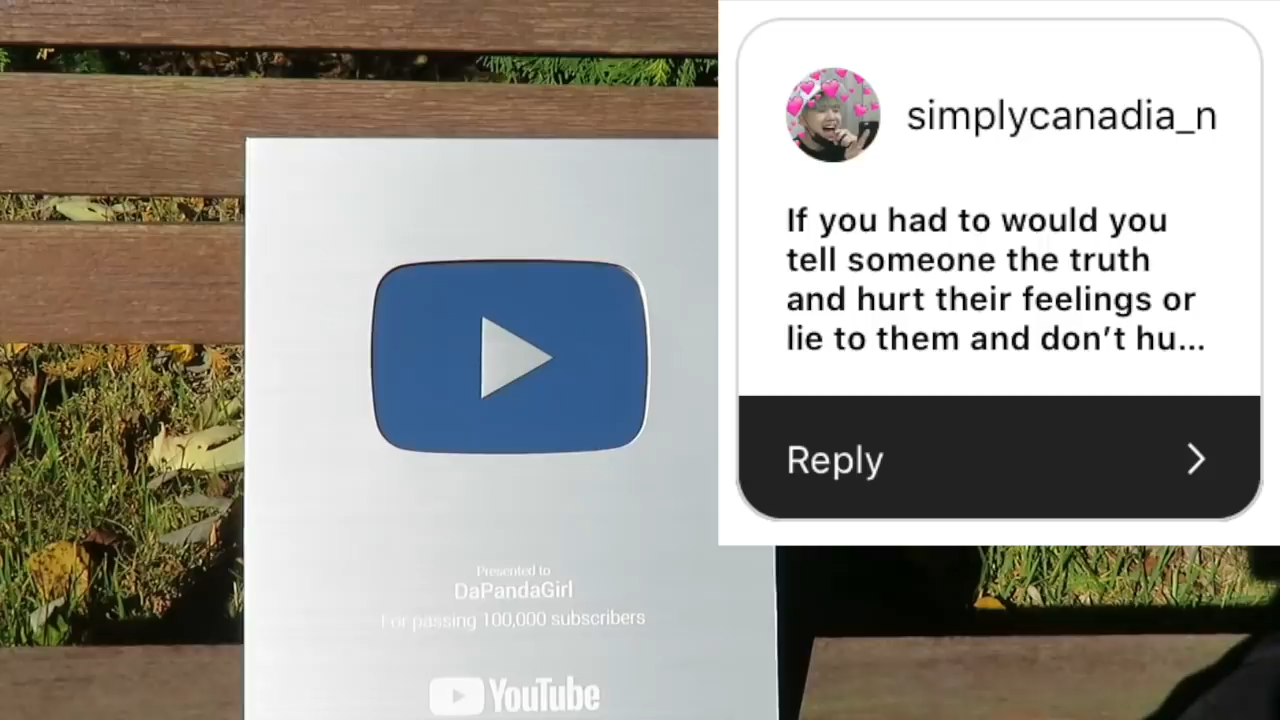 simplycanadia_n
If you had to would you
tell someone the truth
and hurt their feelings or
lie to them and don’t hu...
Reply
Presented to
DaPandaGirl
For passing 100,000 subscribers
YouTube